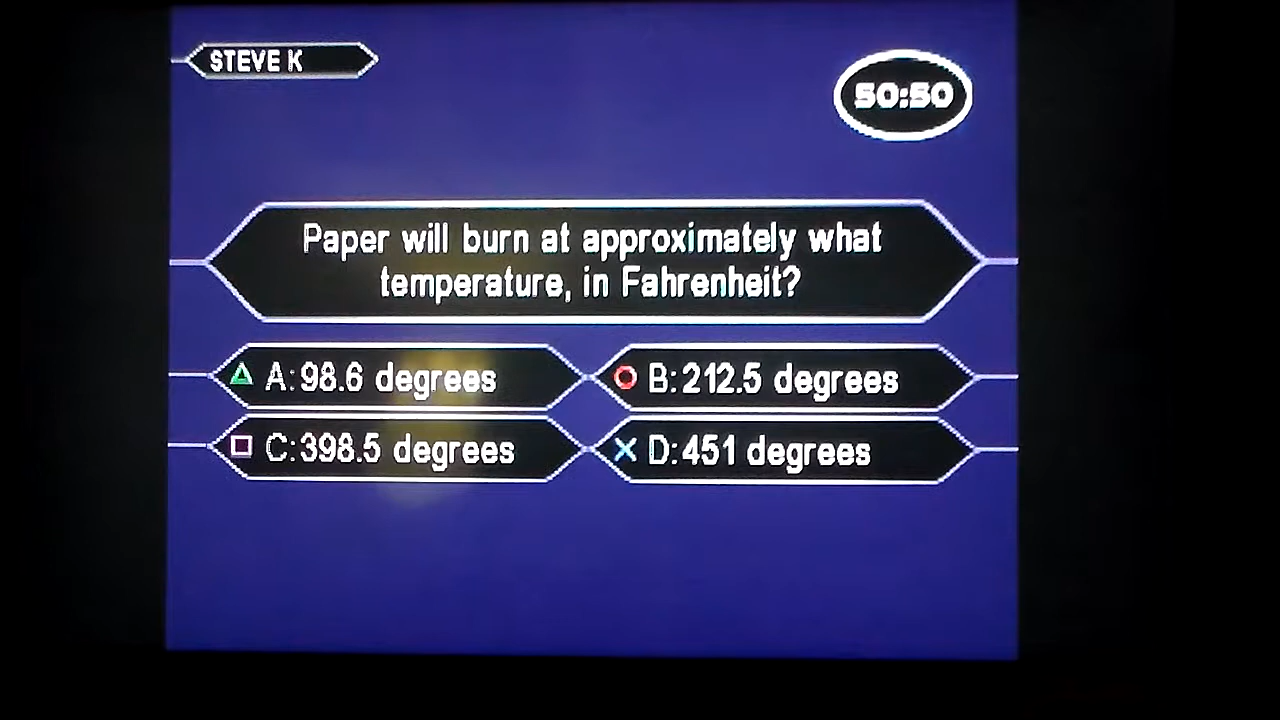 STEVE K
50:50
Paper will burn at approximately what
temperature, in Fahrenheit?
A: 98.6 degrees
B: 212.5 degrees
C: 398.5 degrees
D: 451 degrees